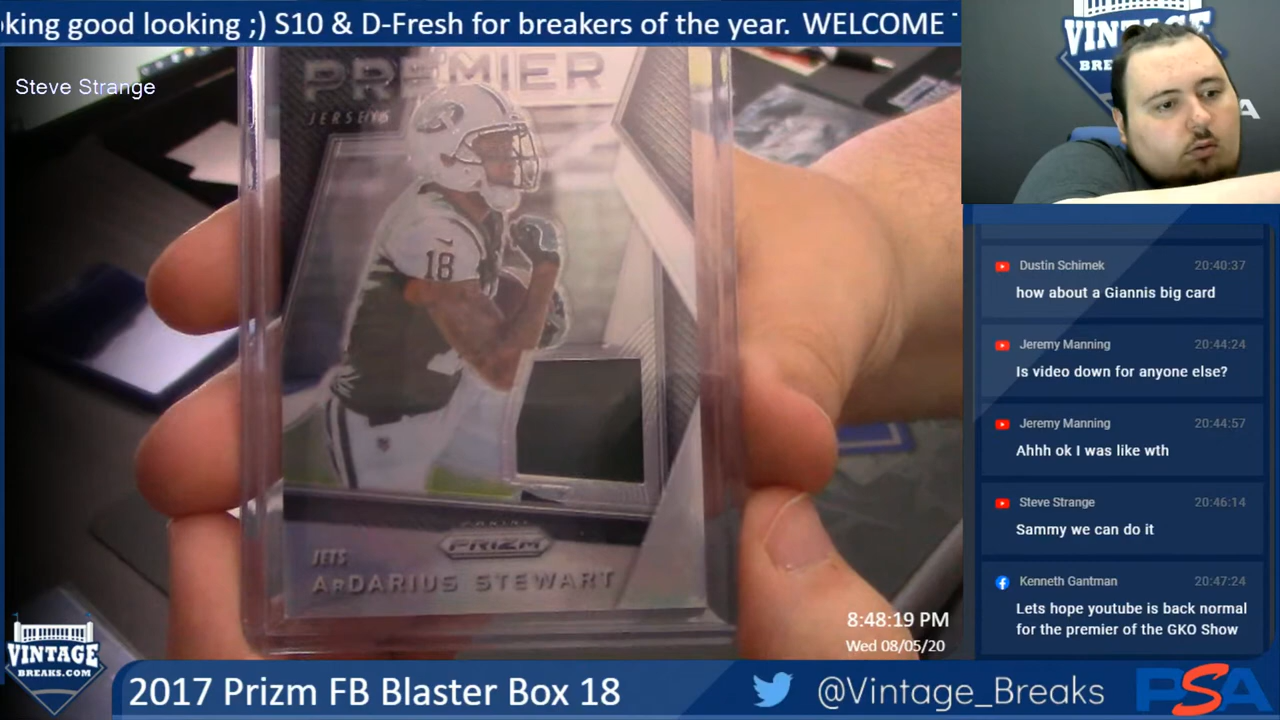 king good looking ;) S10 & D-Fresh for breakers of the year. WELCOME
Steve Strange
PREMIER
JERSEYS
18
PRIZM
JETS
ARDARIUS STEWART
VINTAGE
BRE
A
Dustin Schimek 20:40:37
how about a Giannis big card
Jeremy Manning 20:44:24
Is video down for anyone else?
Jeremy Manning 20:44:57
Ahhh ok I was like wth
Steve Strange 20:46:14
Sammy we can do it
Kenneth Gantman 20:47:24
Lets hope youtube is back normal
for the premier of the GKO Show
8:48:19 PM
Wed 08/05/20
VINTAGE
BREAKS.COM
2017 Prizm FB Blaster Box 18
@Vintage_Breaks
PSA